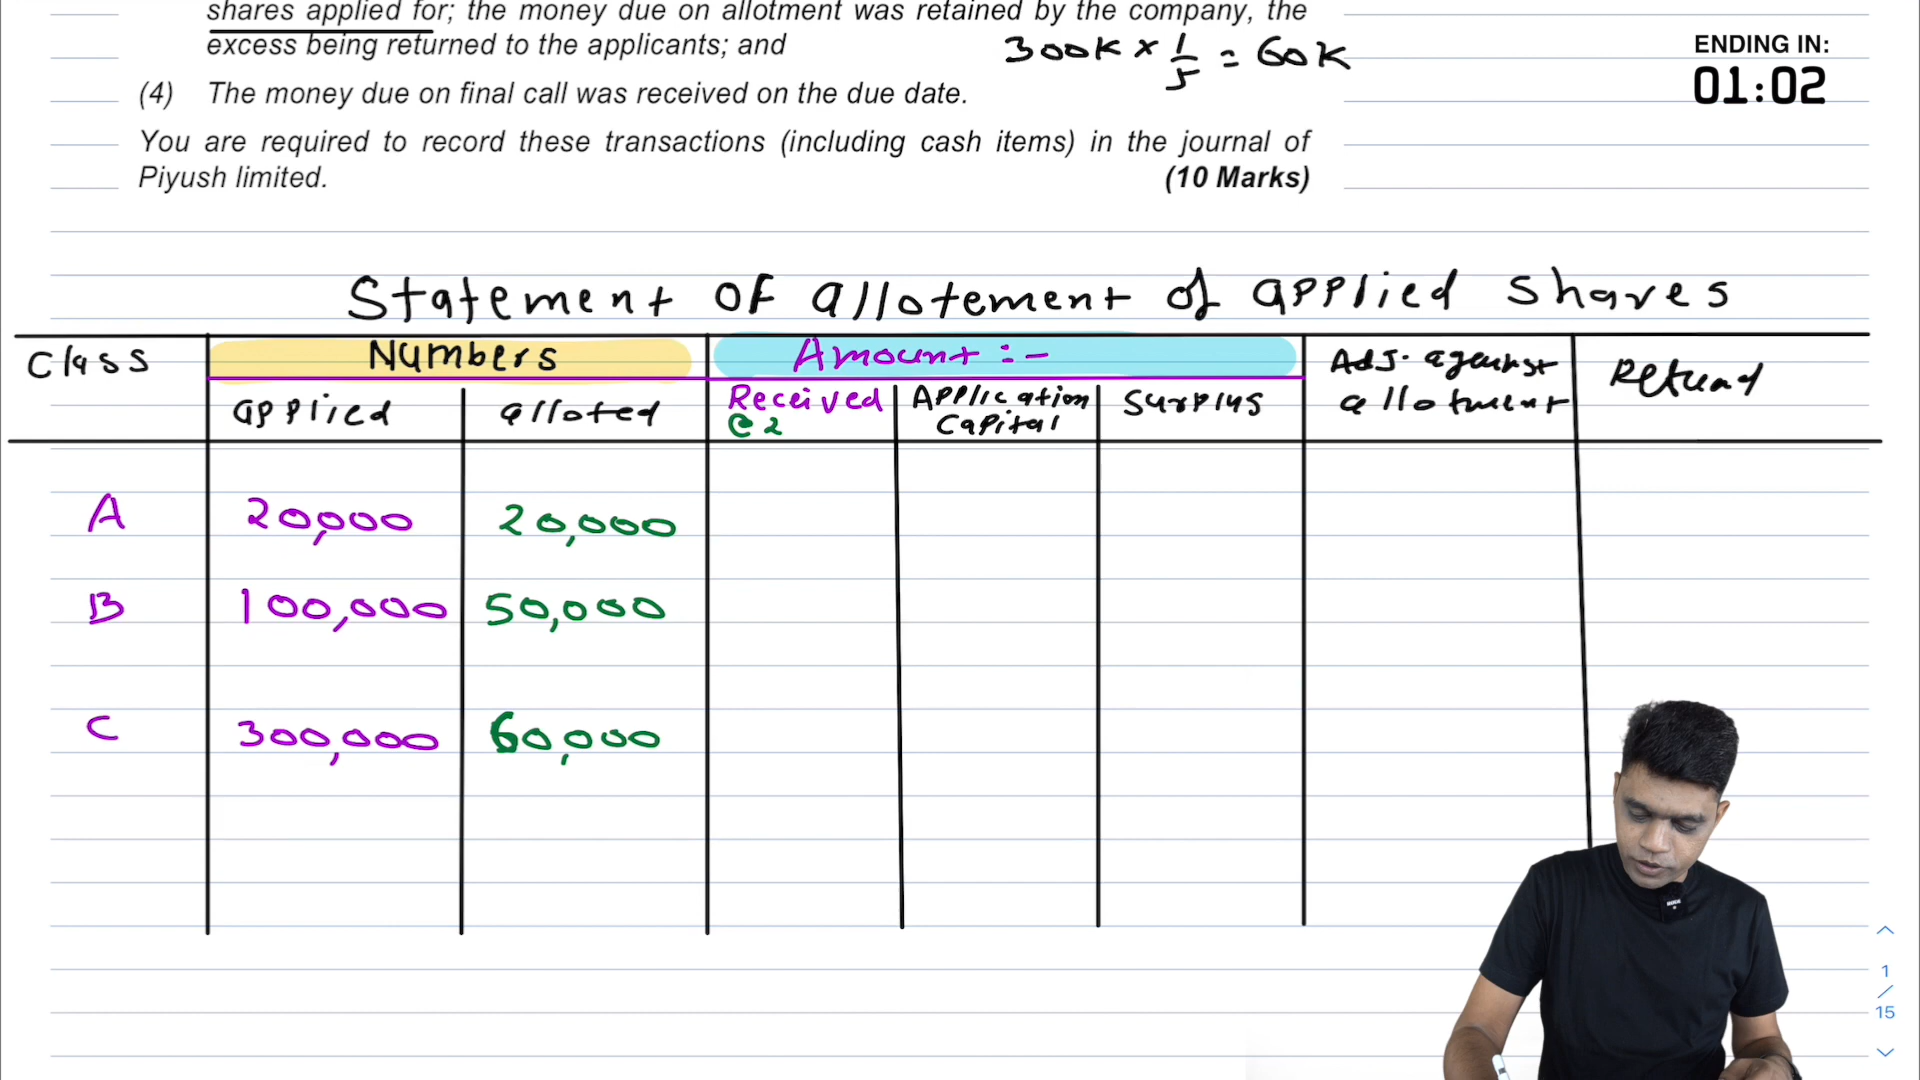 shares applied for; the money due on allotment was retained by the company, the
excess being returned to the applicants; and
300K × 1/5 = 60K
ENDING IN:
01:02
(4) The money due on final call was received on the due date.
You are required to record these transactions (including cash items) in the journal of
Piyush limited. (10 Marks)
Statement OF allotement of applied shares
Class Numbers Amount :- Adj. against allotment Refund
applied alloted Received @ 2 Application Capital Surplus
A 20,000 20,000
B 100,000 50,000
C 300,000 60,000
1
/
15